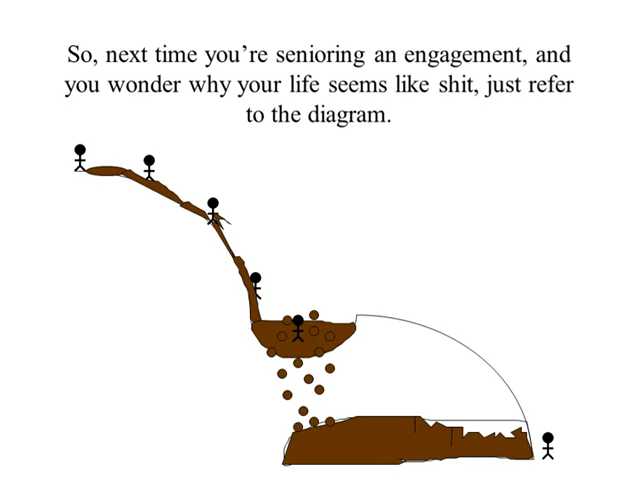 So, next time you’re senioring an engagement, and
you wonder why your life seems like shit, just refer
to the diagram.